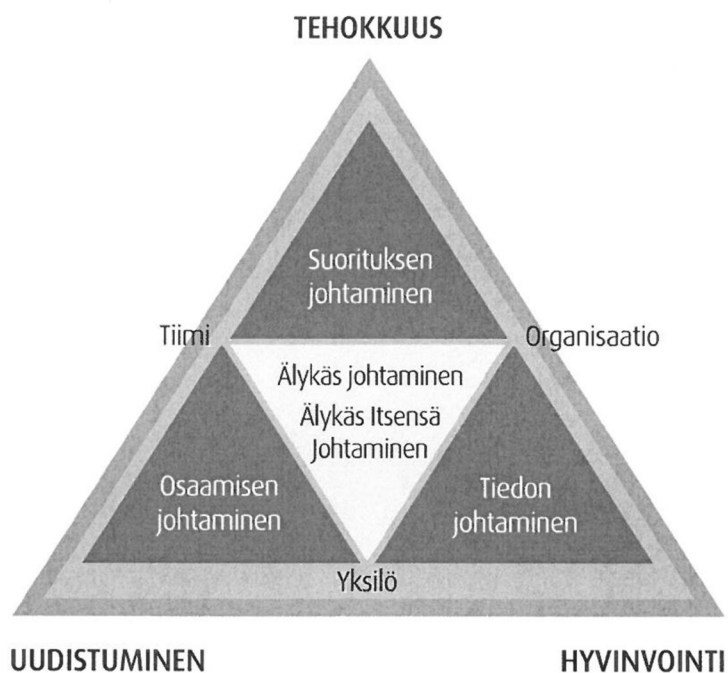 TEHOKKUUS
Suorituksen
johtaminen
Tiimi
Organisaatio
Älykäs johtaminen
Älykäs Itsensä
Johtaminen
Osaamisen
johtaminen
Tiedon
johtaminen
Yksilö
UUDISTUMINEN
HYVINVOINTI